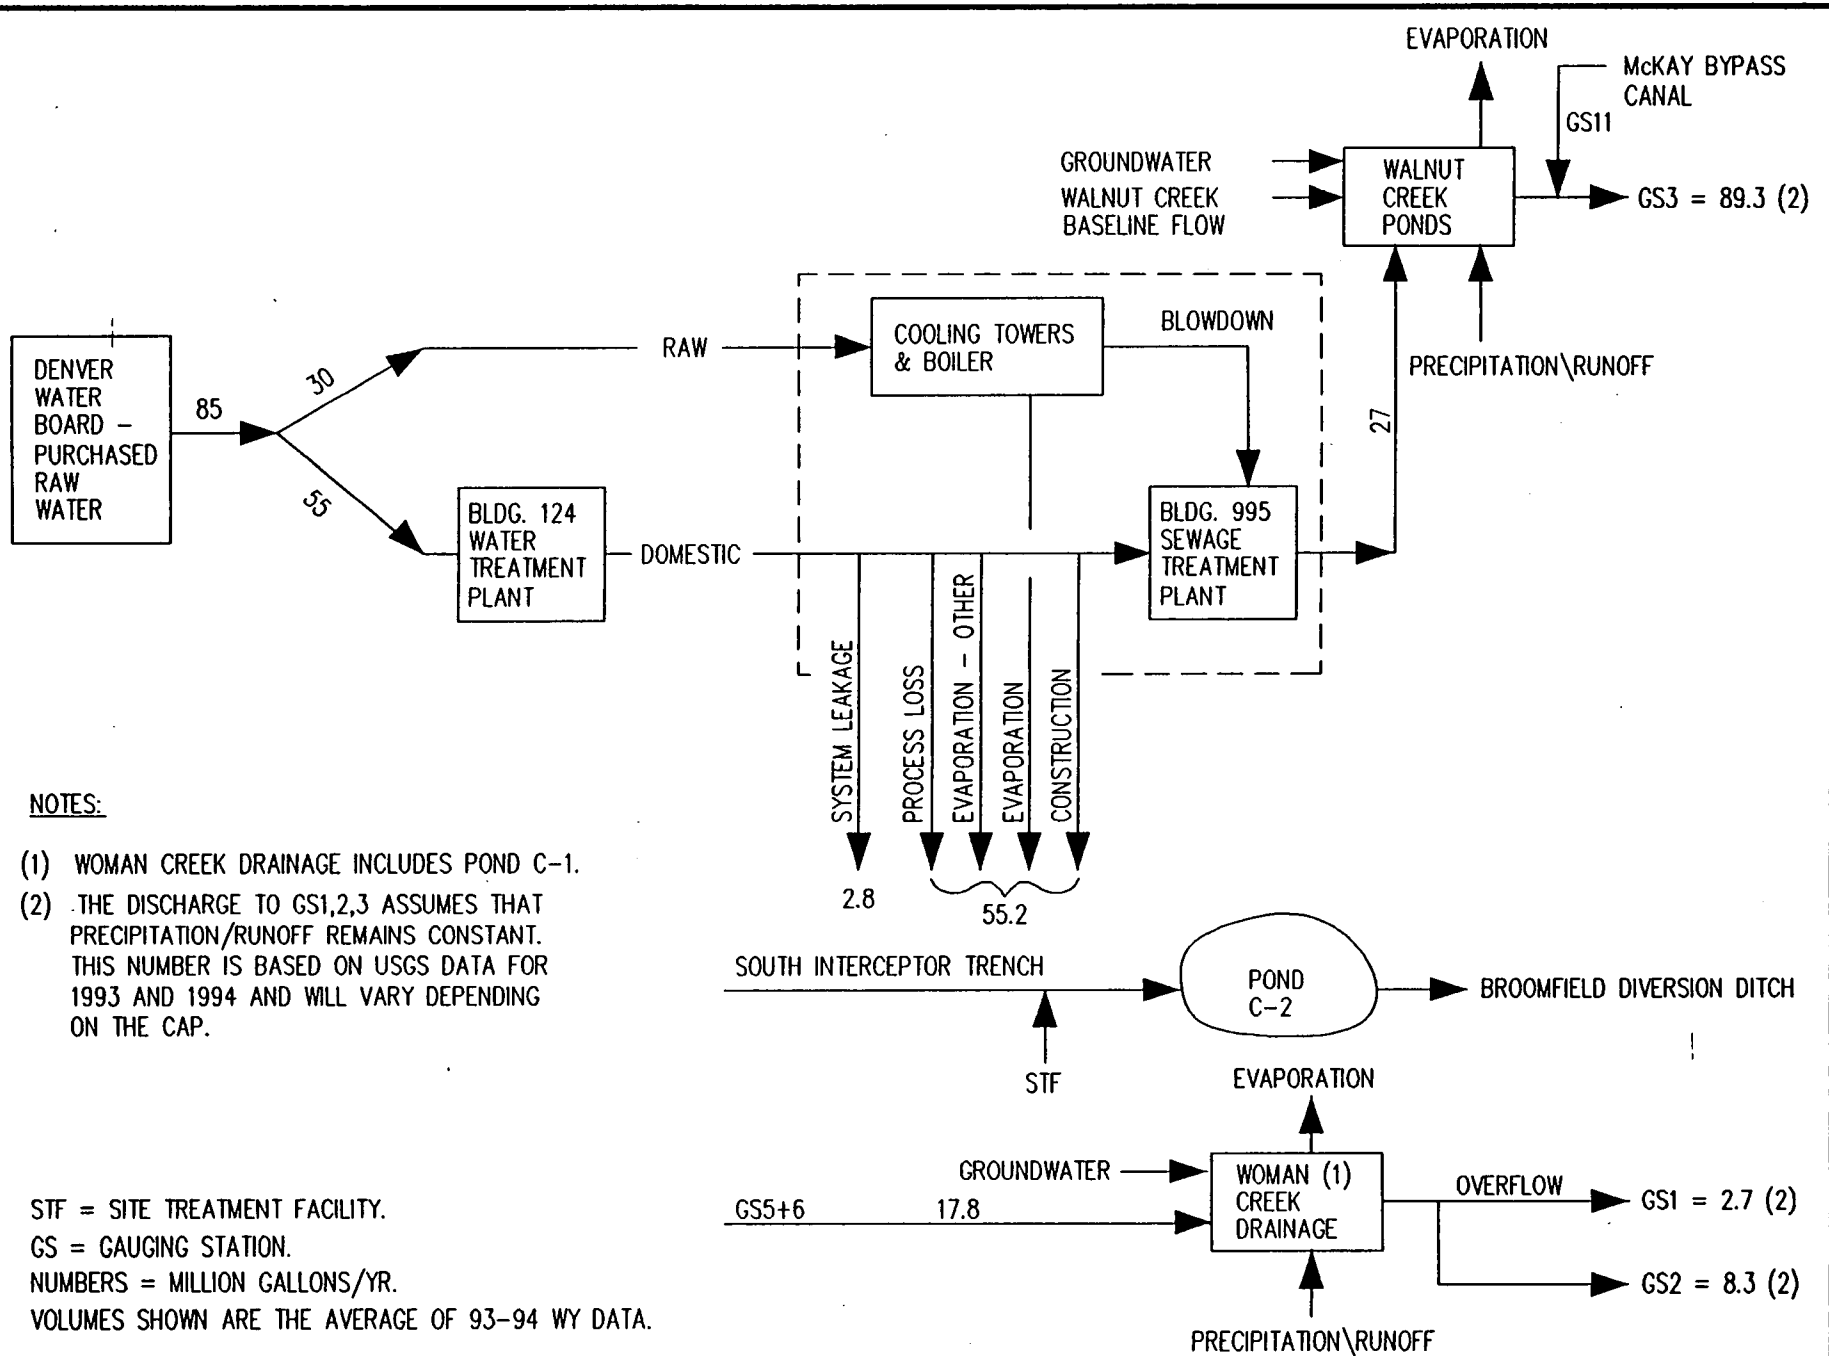 EVAPORATION
McKAY BYPASS
CANAL
GS11
GROUNDWATER
WALNUT CREEK
BASELINE FLOW
WALNUT
CREEK
PONDS
GS3 = 89.3 (2)
PRECIPITATION\RUNOFF
27
DENVER
WATER
BOARD –
PURCHASED
RAW
WATER
85
30
55
RAW
COOLING TOWERS
& BOILER
BLOWDOWN
BLDG. 124
WATER
TREATMENT
PLANT
DOMESTIC
BLDG. 995
SEWAGE
TREATMENT
PLANT
SYSTEM LEAKAGE
PROCESS LOSS
EVAPORATION – OTHER
EVAPORATION
CONSTRUCTION
2.8
55.2
NOTES:
(1) WOMAN CREEK DRAINAGE INCLUDES POND C-1.
(2) THE DISCHARGE TO GS1,2,3 ASSUMES THAT
PRECIPITATION/RUNOFF REMAINS CONSTANT.
THIS NUMBER IS BASED ON USGS DATA FOR
1993 AND 1994 AND WILL VARY DEPENDING
ON THE CAP.
SOUTH INTERCEPTOR TRENCH
STF
POND
C-2
BROOMFIELD DIVERSION DITCH
EVAPORATION
GROUNDWATER
GS5+6 17.8
WOMAN (1)
CREEK
DRAINAGE
OVERFLOW
GS1 = 2.7 (2)
GS2 = 8.3 (2)
PRECIPITATION\RUNOFF
STF = SITE TREATMENT FACILITY.
GS = GAUGING STATION.
NUMBERS = MILLION GALLONS/YR.
VOLUMES SHOWN ARE THE AVERAGE OF 93-94 WY DATA.